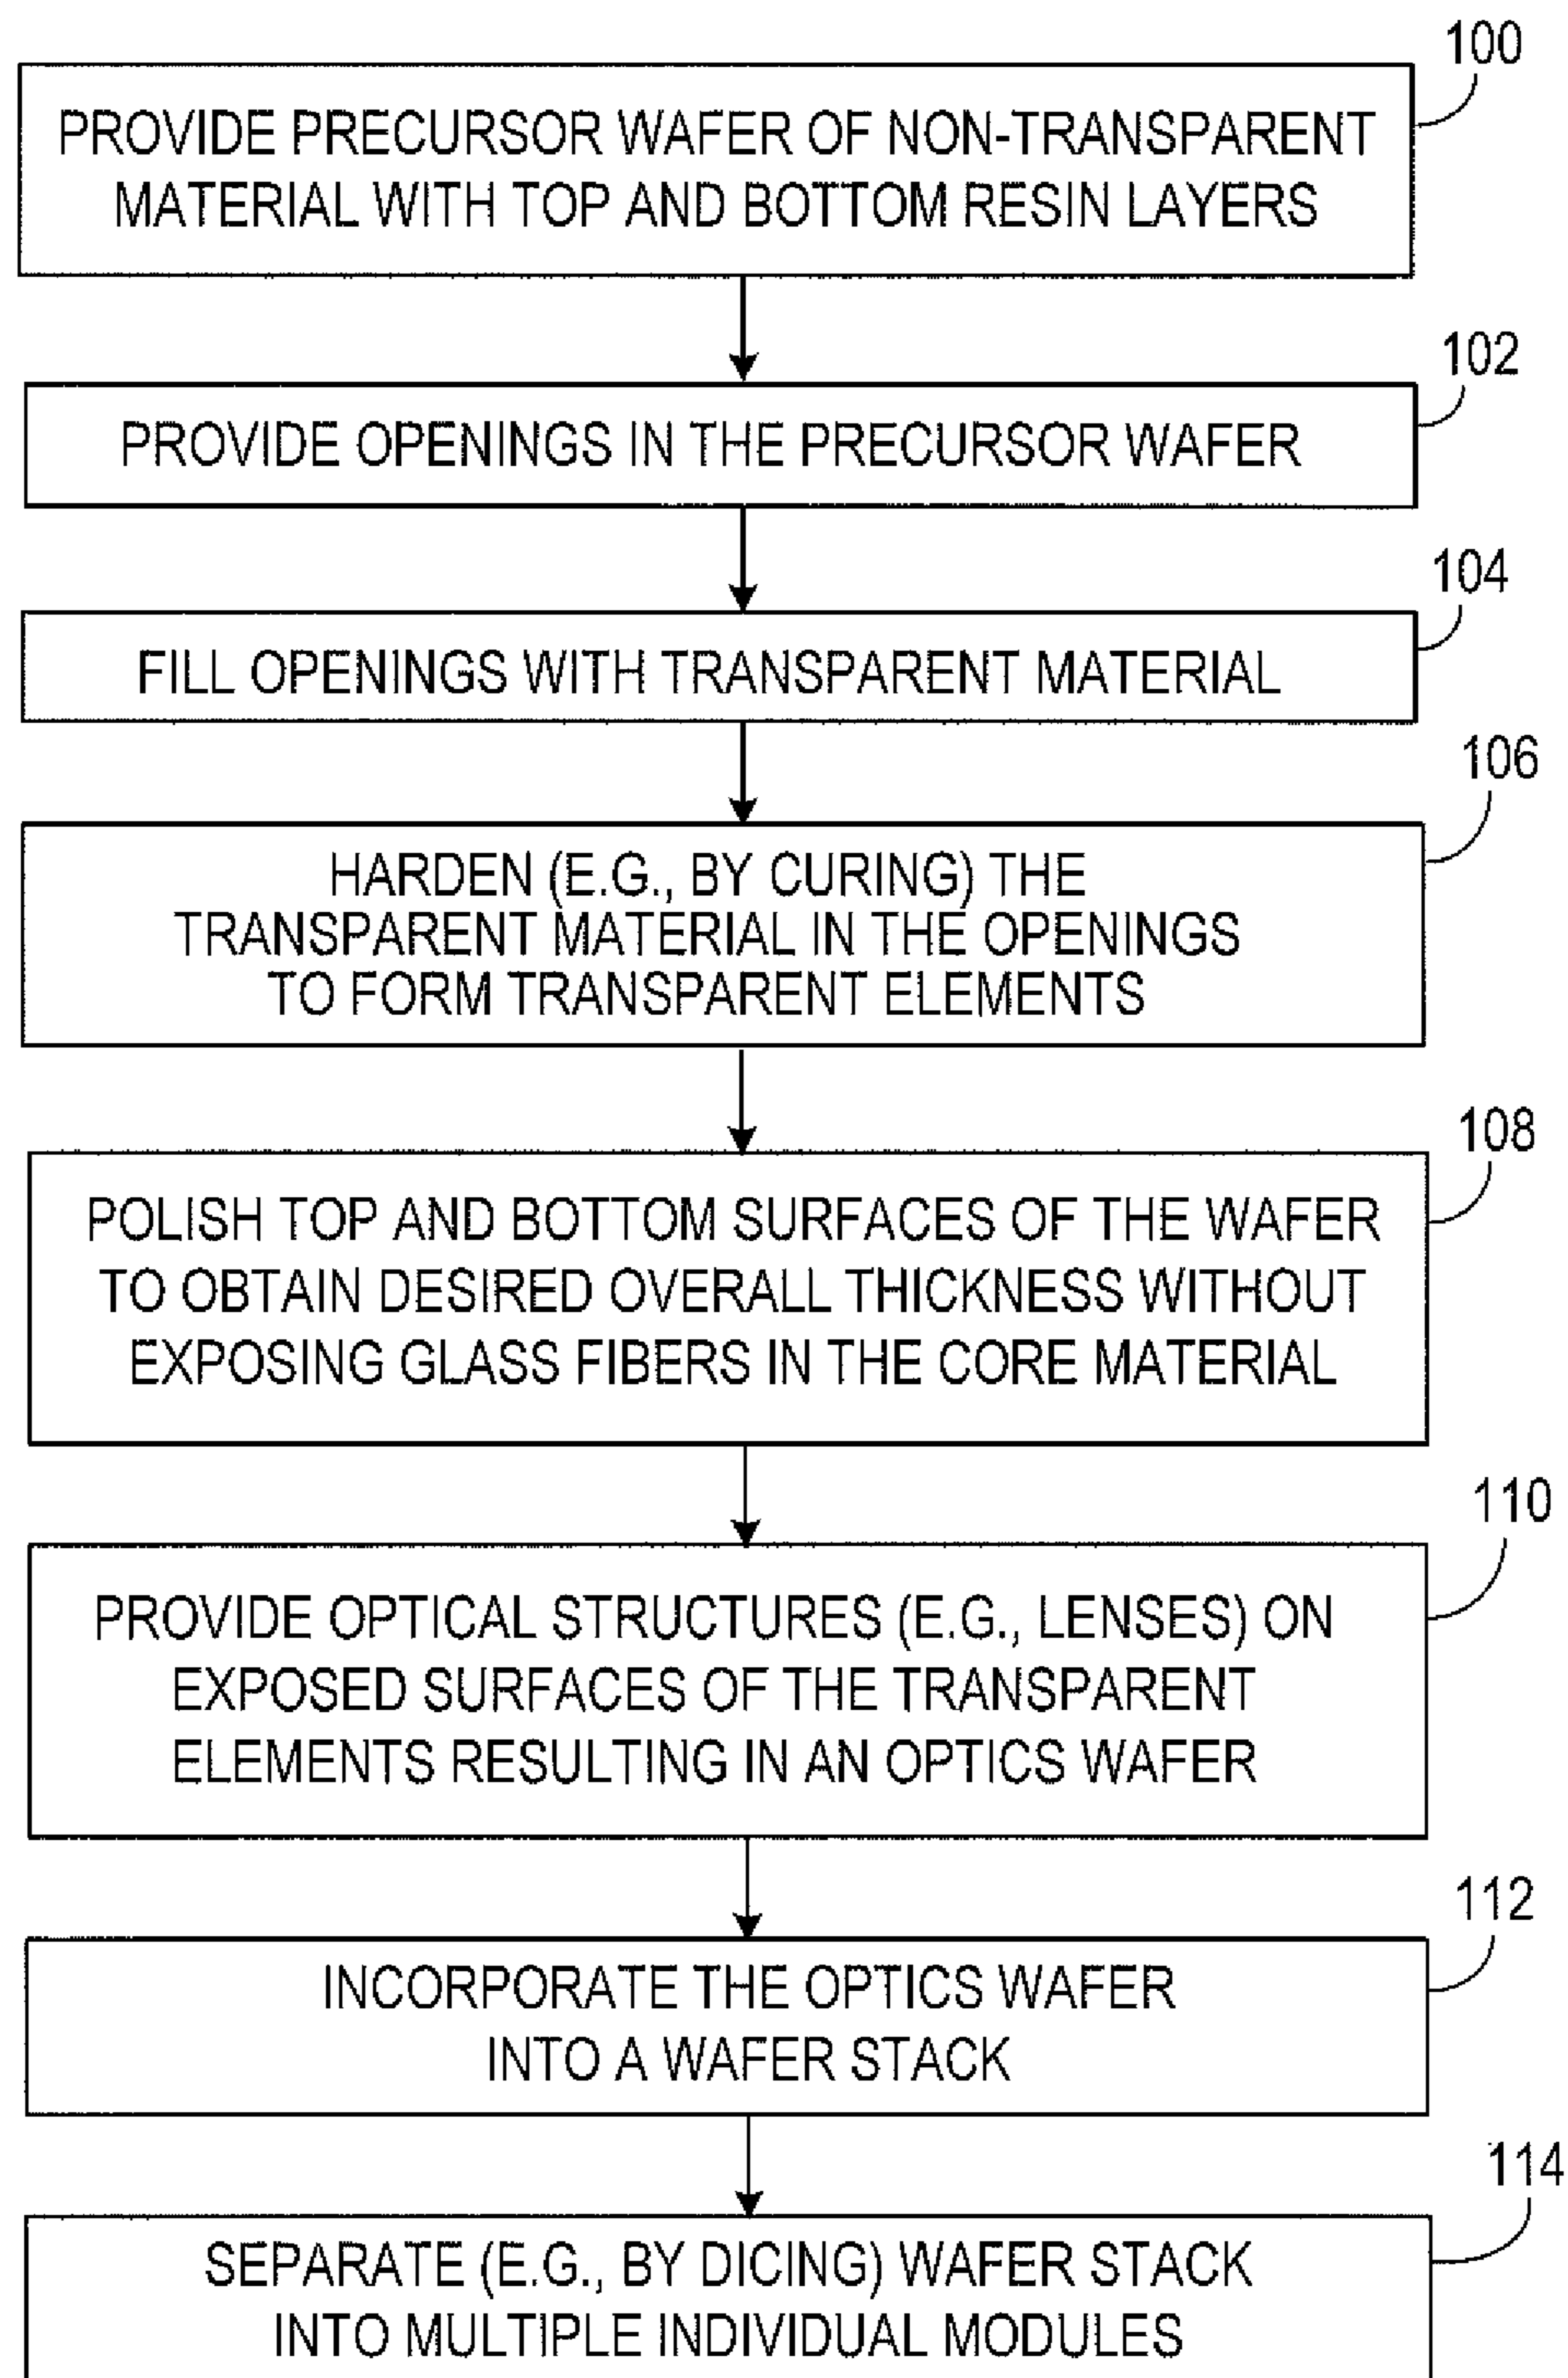 100
PROVIDE PRECURSOR WAFER OF NON-TRANSPARENT
MATERIAL WITH TOP AND BOTTOM RESIN LAYERS
102
PROVIDE OPENINGS IN THE PRECURSOR WAFER
104
FILL OPENINGS WITH TRANSPARENT MATERIAL
106
HARDEN (E.G., BY CURING) THE
TRANSPARENT MATERIAL IN THE OPENINGS
TO FORM TRANSPARENT ELEMENTS
108
POLISH TOP AND BOTTOM SURFACES OF THE WAFER
TO OBTAIN DESIRED OVERALL THICKNESS WITHOUT
EXPOSING GLASS FIBERS IN THE CORE MATERIAL
110
PROVIDE OPTICAL STRUCTURES (E.G., LENSES) ON
EXPOSED SURFACES OF THE TRANSPARENT
ELEMENTS RESULTING IN AN OPTICS WAFER
112
INCORPORATE THE OPTICS WAFER
INTO A WAFER STACK
114
SEPARATE (E.G., BY DICING) WAFER STACK
INTO MULTIPLE INDIVIDUAL MODULES